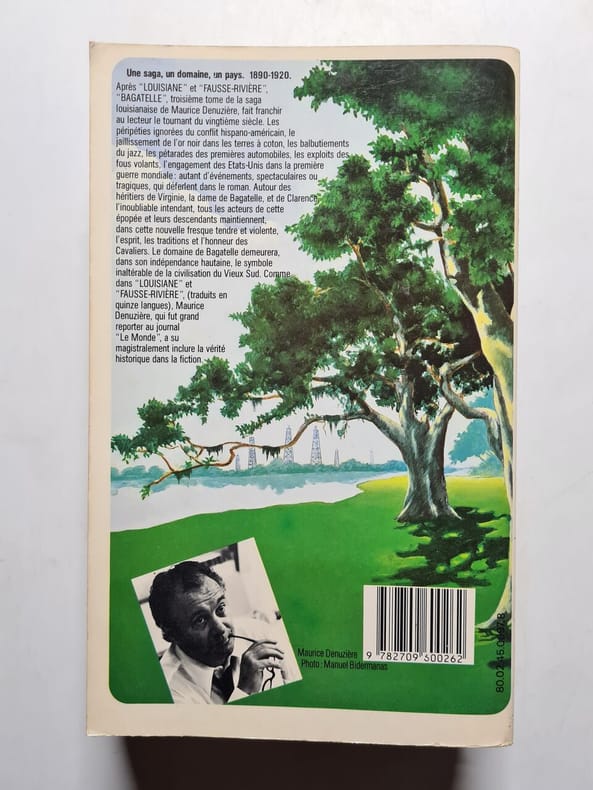 Une saga, un domaine, un pays. 1890-1920.
Après "LOUISIANE" et "FAUSSE-RIVIÈRE",
"BAGATELLE", troisième tome de la saga
louisianaise de Maurice Denuzière, fait franchir
au lecteur le tournant du vingtième siècle. Les
péripéties ignorées du conflit hispano-américain, le
jaillissement de l'or noir dans les terres à coton, les balbutiements
du jazz, les pétarades des premières automobiles, les exploits des
fous volants, l'engagement des Etats-Unis dans la première
guerre mondiale : autant d'événements, spectaculaires ou
tragiques, qui déferlent dans le roman. Autour des
héritiers de Virginie, la dame de Bagatelle, et de Clarence,
l'inoubliable intendant, tous les acteurs de cette
épopée et leurs descendants maintiennent,
dans cette nouvelle fresque tendre et violente,
l'esprit, les traditions et l'honneur des
Cavaliers. Le domaine de Bagatelle demeurera,
dans son indépendance hautaine, le symbole
inaltérable de la civilisation du Vieux Sud. Comme
dans "LOUISIANE" et
"FAUSSE-RIVIÈRE", (traduits en
quinze langues), Maurice
Denuzière, qui fut grand
reporter au journal
"Le Monde", a su
magistralement inclure la vérité
historique dans la fiction.
Maurice Denuzière
Photo : Manuel Bidermanas
9 782709 500262